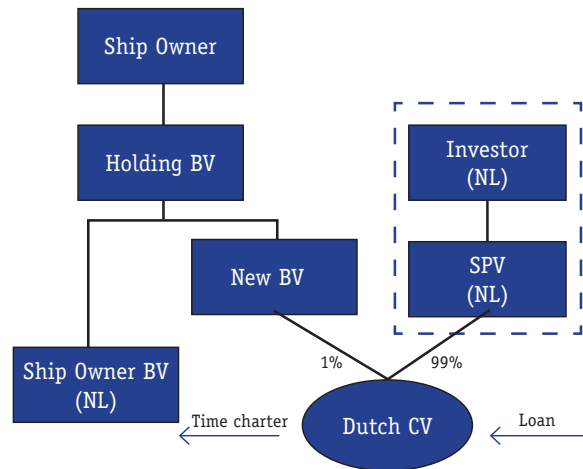 Ship Owner
Holding BV
Investor
(NL)
New BV
SPV
(NL)
1%
99%
Ship Owner BV
(NL)
Time charter
Dutch CV
Loan